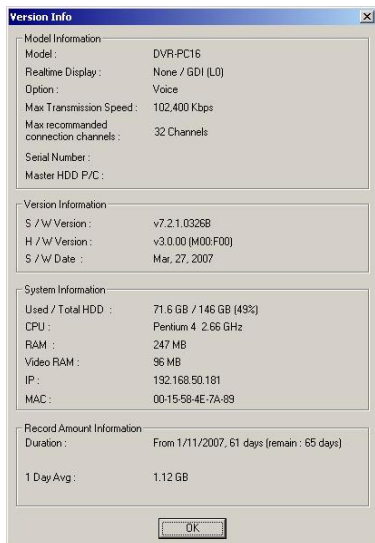 Version Info
Model Information
Model : DVR-PC16
Realtime Display : None / GDI (L0)
Option : Voice
Max Transmission Speed : 102,400 Kbps
Max recommanded
connection channels : 32 Channels
Serial Number :
Master HDD P/C :
Version Information
S / W Version : v7.2.1.0326B
H / W Version : v3.0.00 (M00:F00)
S / W Date : Mar, 27, 2007
System Information
Used / Total HDD : 71.6 GB / 146 GB (49%)
CPU : Pentium 4 2.66 GHz
RAM : 247 MB
Video RAM : 96 MB
IP : 192.168.50.181
MAC : 00-15-58-4E-7A-89
Record Amount Information
Duration : From 1/11/2007, 61 days (remain : 65 days)
1 Day Avg : 1.12 GB
OK